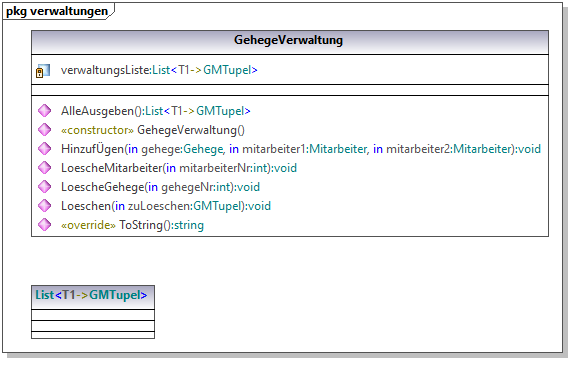 pkg verwaltungen
GehegeVerwaltung
verwaltungsListe:List<T1->GMTupel>
AlleAusgeben():List<T1->GMTupel>
«constructor» GehegeVerwaltung()
HinzufÜgen(in gehege:Gehege, in mitarbeiter1:Mitarbeiter, in mitarbeiter2:Mitarbeiter):void
LoescheMitarbeiter(in mitarbeiterNr:int):void
LoescheGehege(in gehegeNr:int):void
Loeschen(in zuLoeschen:GMTupel):void
«override» ToString():string
List<T1->GMTupel>